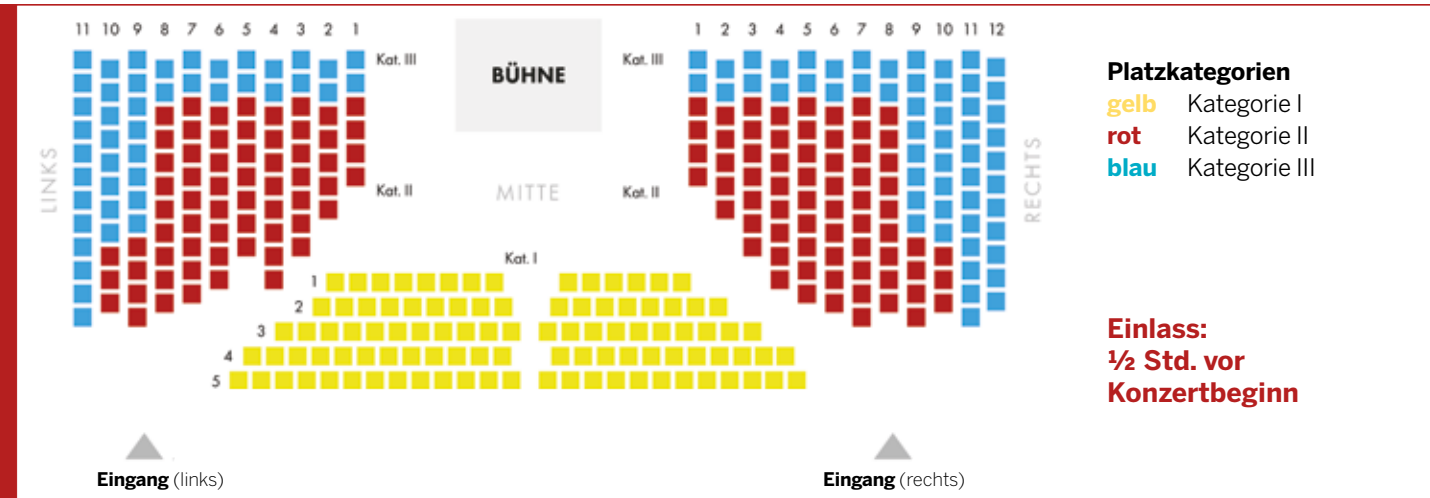 11 10 9 8 7 6 5 4 3 2 1
1 2 3 4 5 6 7 8 9 10 11 12
Kat. III
BÜHNE
Kat. III
LINKS
Kat. II
MITTE
Kat. II
RECHTS
Kat. I
1
2
3
4
5
Eingang (links)
Eingang (rechts)
Platzkategorien
gelb Kategorie I
rot Kategorie II
blau Kategorie III
Einlass:
½ Std. vor
Konzertbeginn